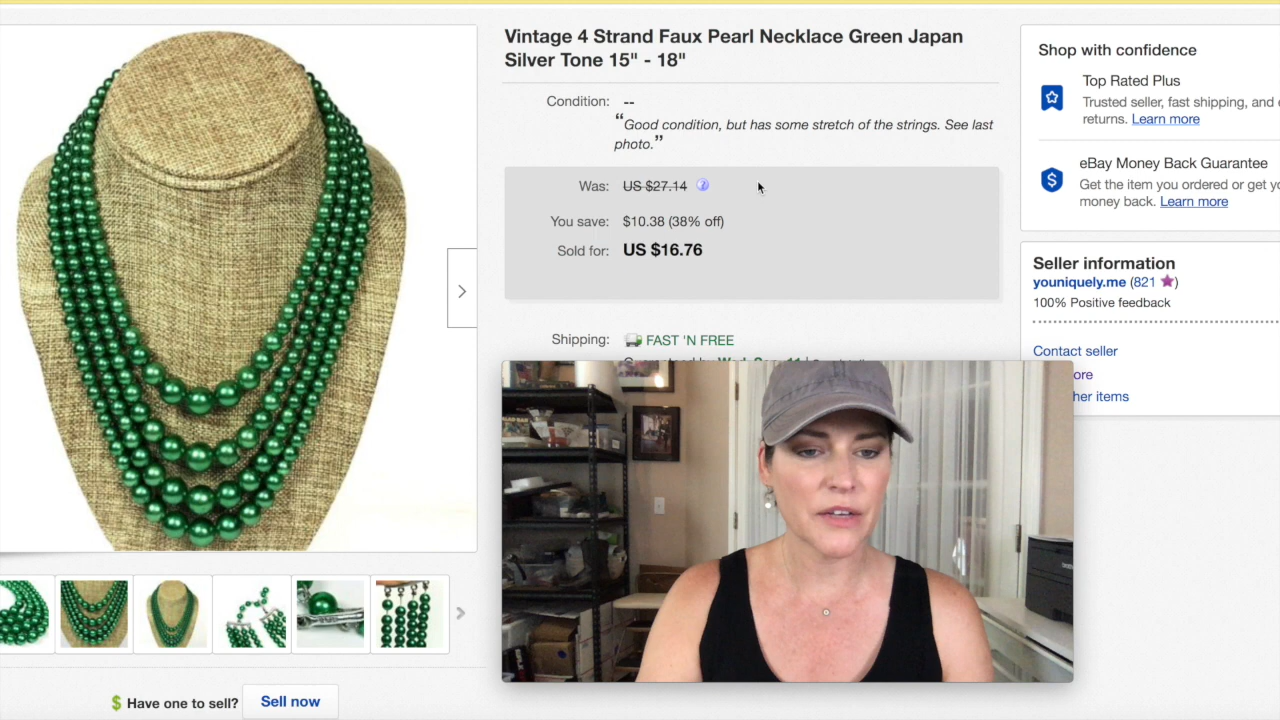 Vintage 4 Strand Faux Pearl Necklace Green Japan
Silver Tone 15" - 18"
Condition: --
“Good condition, but has some stretch of the strings. See last
photo.”
Was: US $27.14
You save: $10.38 (38% off)
Sold for: US $16.76
Shipping: FAST 'N FREE
Shop with confidence
Top Rated Plus
Trusted seller, fast shipping, and
returns. Learn more
eBay Money Back Guarantee
Get the item you ordered or get
money back. Learn more
Seller information
youniquely.me (821 )
100% Positive feedback
Contact seller
items
Have one to sell? Sell now